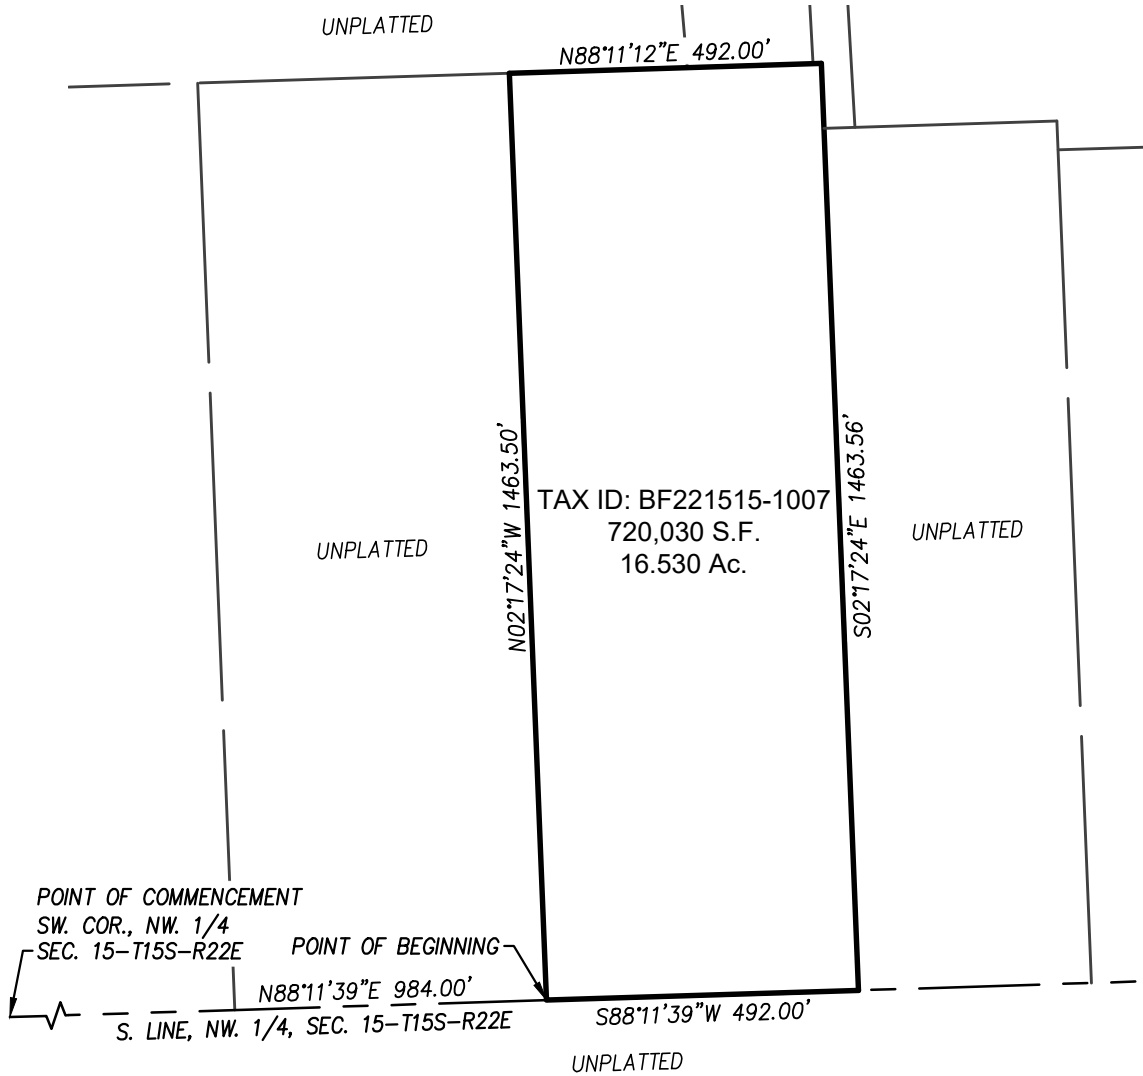 UNPLATTED
N88°11'12"E 492.00'
N02°17'24"W 1463.50'
S02°17'24"E 1463.56'
TAX ID: BF221515-1007
720,030 S.F.
16.530 Ac.
UNPLATTED
UNPLATTED
POINT OF COMMENCEMENT
SW. COR., NW. 1/4
SEC. 15-T15S-R22E
POINT OF BEGINNING
N88°11'39"E 984.00'
S. LINE, NW. 1/4, SEC. 15-T15S-R22E
S88°11'39"W 492.00'
UNPLATTED